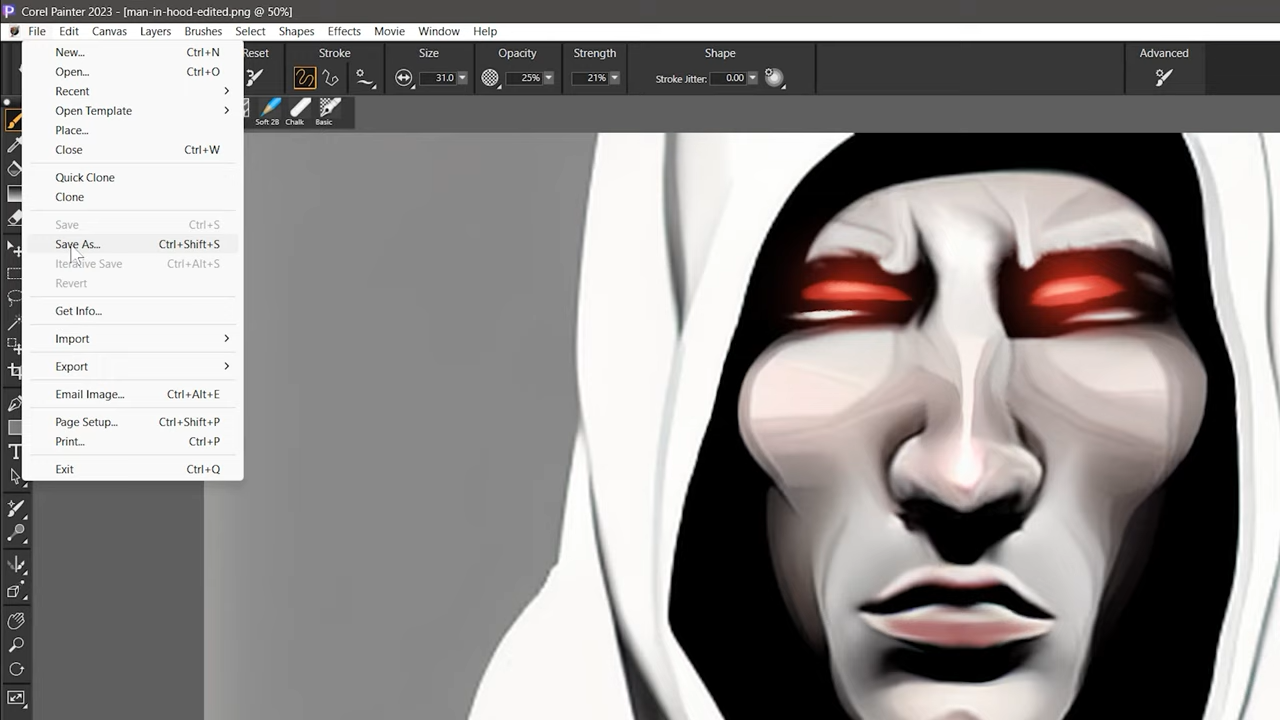 Corel Painter 2023 - [man-in-hood-edited.png @ 50%]
File Edit Canvas Layers Brushes Select Shapes Effects Movie Window Help
Reset Stroke Size Opacity Strength Shape Advanced
31.0 25% 21% Stroke Jitter: 0.00
Soft 2B Chalk Basic
New... Ctrl+N
Open... Ctrl+O
Recent
Open Template
Place...
Close Ctrl+W
Quick Clone
Clone
Save Ctrl+S
Save As... Ctrl+Shift+S
Iterative Save Ctrl+Alt+S
Revert
Get Info...
Import
Export
Email Image... Ctrl+Alt+E
Page Setup... Ctrl+Shift+P
Print... Ctrl+P
Exit Ctrl+Q